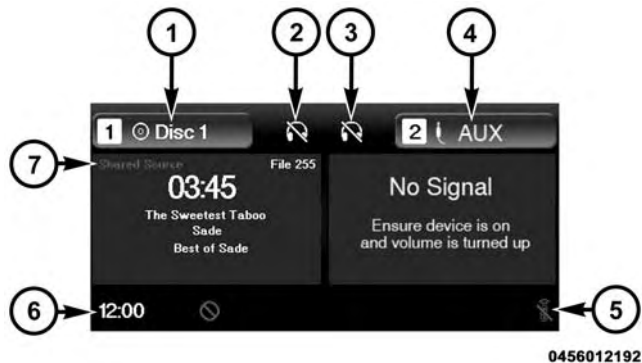 1 2 3 4
1 Disc 1 2 AUX
7
Shared Source File 255
03:45
The Sweetest Taboo
Sade
Best of Sade
No Signal
Ensure device is on
and volume is turned up
6 12:00 5
0456012192